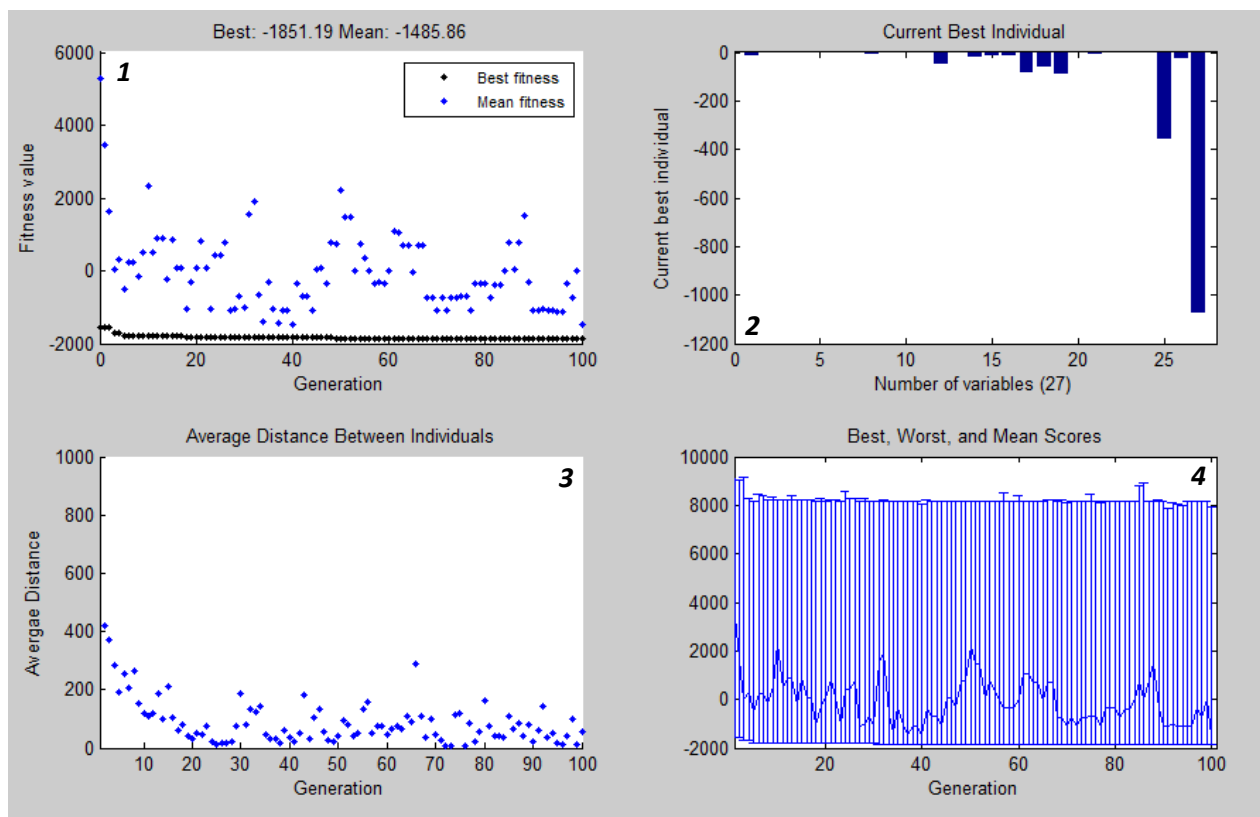 Best: -1851.19 Mean: -1485.86
6000
4000
2000
0
-2000
Fitness value
1
Best fitness
Mean fitness
0 20 40 60 80 100
Generation
Current Best Individual
0
-200
-400
-600
-800
-1000
-1200
Current best individual
2
0 5 10 15 20 25
Number of variables (27)
Average Distance Between Individuals
1000
800
600
400
200
0
Avergae Distance
3
10 20 30 40 50 60 70 80 90 100
Generation
Best, Worst, and Mean Scores
10000
8000
6000
4000
2000
0
-2000
4
20 40 60 80 100
Generation